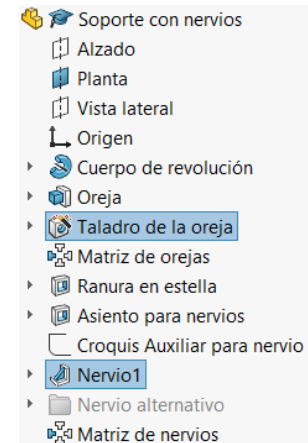 Soporte con nervios
Alzado
Planta
Vista lateral
Origen
Cuerpo de revolución
Oreja
Taladro de la oreja
Matriz de orejas
Ranura en estella
Asiento para nervios
Croquis Auxiliar para nervio
Nervio1
Nervio alternativo
Matriz de nervios